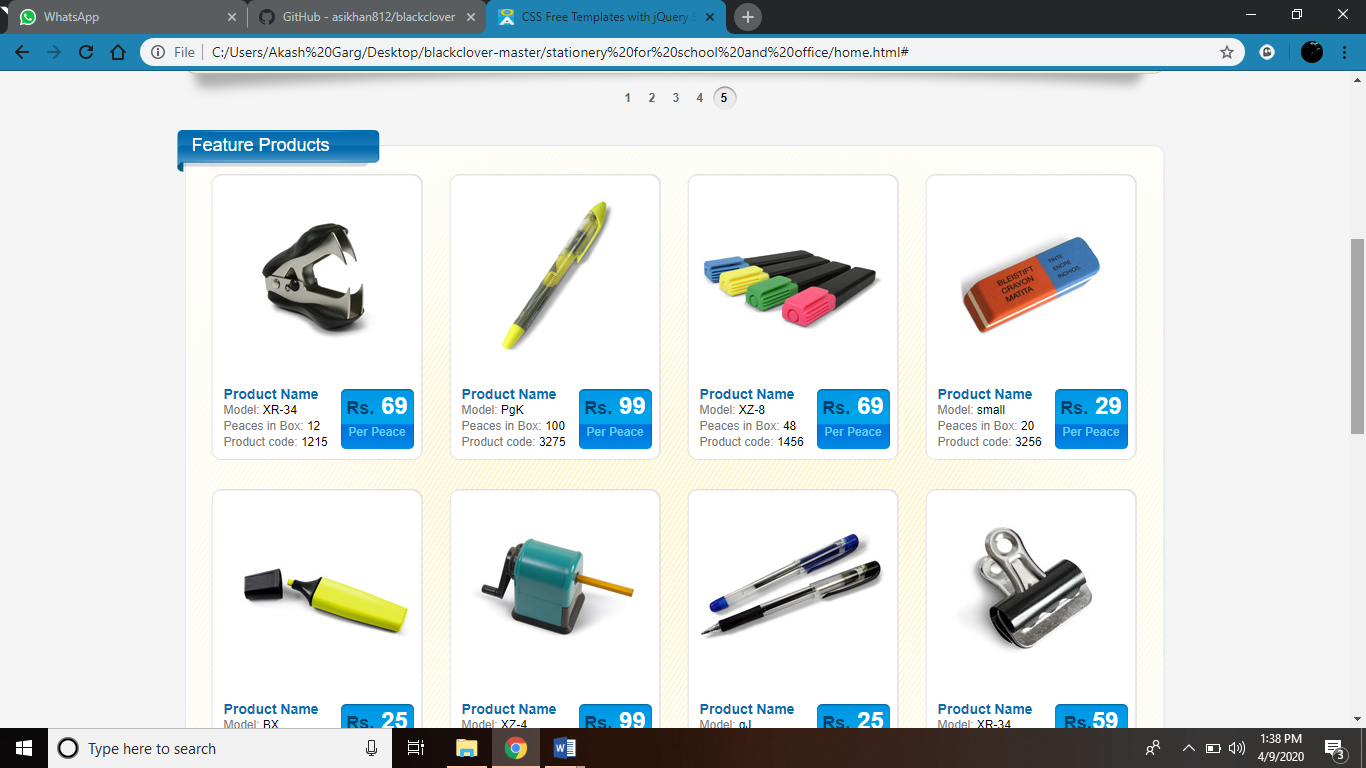 WhatsApp
GitHub - asikhan812/blackclover
CSS Free Templates with jQuery S
File
C:/Users/Akash%20Garg/Desktop/blackclover-master/stationery%20for%20school%20and%20office/home.html#
1 2 3 4 5
Feature Products
BLEISTIFT
CRAYON
MATITA
TINTE
ENCRE
INCHIOS.
Product Name
Model: XR-34
Peaces in Box: 12
Product code: 1215
Rs. 69
Per Peace
Product Name
Model: PgK
Peaces in Box: 100
Product code: 3275
Rs. 99
Per Peace
Product Name
Model: XZ-8
Peaces in Box: 48
Product code: 1456
Rs. 69
Per Peace
Product Name
Model: small
Peaces in Box: 20
Product code: 3256
Rs. 29
Per Peace
Product Name
Model: BX
Rs. 25
Product Name
Model: XZ-4
Rs. 99
Product Name
Model: gJ
Rs. 25
Product Name
Model: XR-34
Rs.59
Type here to search
1:38 PM
4/9/2020
3